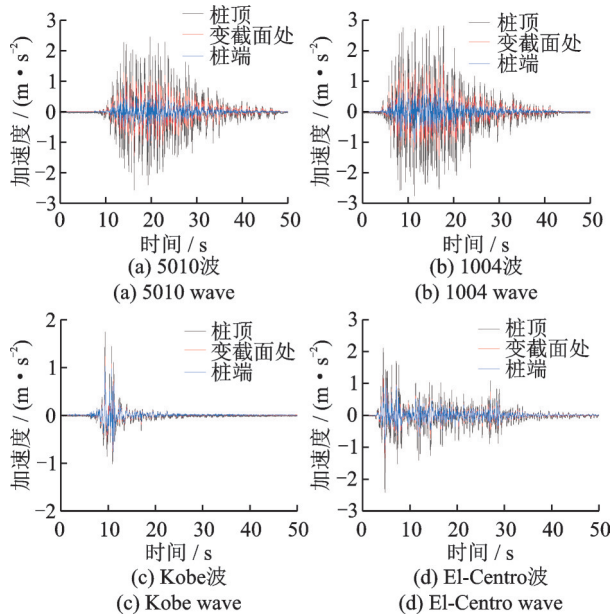 3
2
1
0
-1
-2
-3
加速度 / (m·s⁻²)
桩顶
变截面处
桩端
0 10 20 30 40 50
时间 / s
(a) 5010波
(a) 5010 wave
3
2
1
0
-1
-2
-3
加速度 / (m·s⁻²)
桩顶
变截面处
桩端
0 10 20 30 40 50
时间 / s
(b) 1004波
(b) 1004 wave
2
1
0
-1
2
加速度 / (m·s⁻²)
桩顶
变截面处
桩端
0 10 20 30 40 50
时间 / s
(c) Kobe波
(c) Kobe wave
3
2
1
0
-1
-2
-3
加速度 / (m·s⁻²)
桩顶
变截面处
桩端
0 10 20 30 40 50
时间 / s
(d) El-Centro波
(d) El-Centro wave